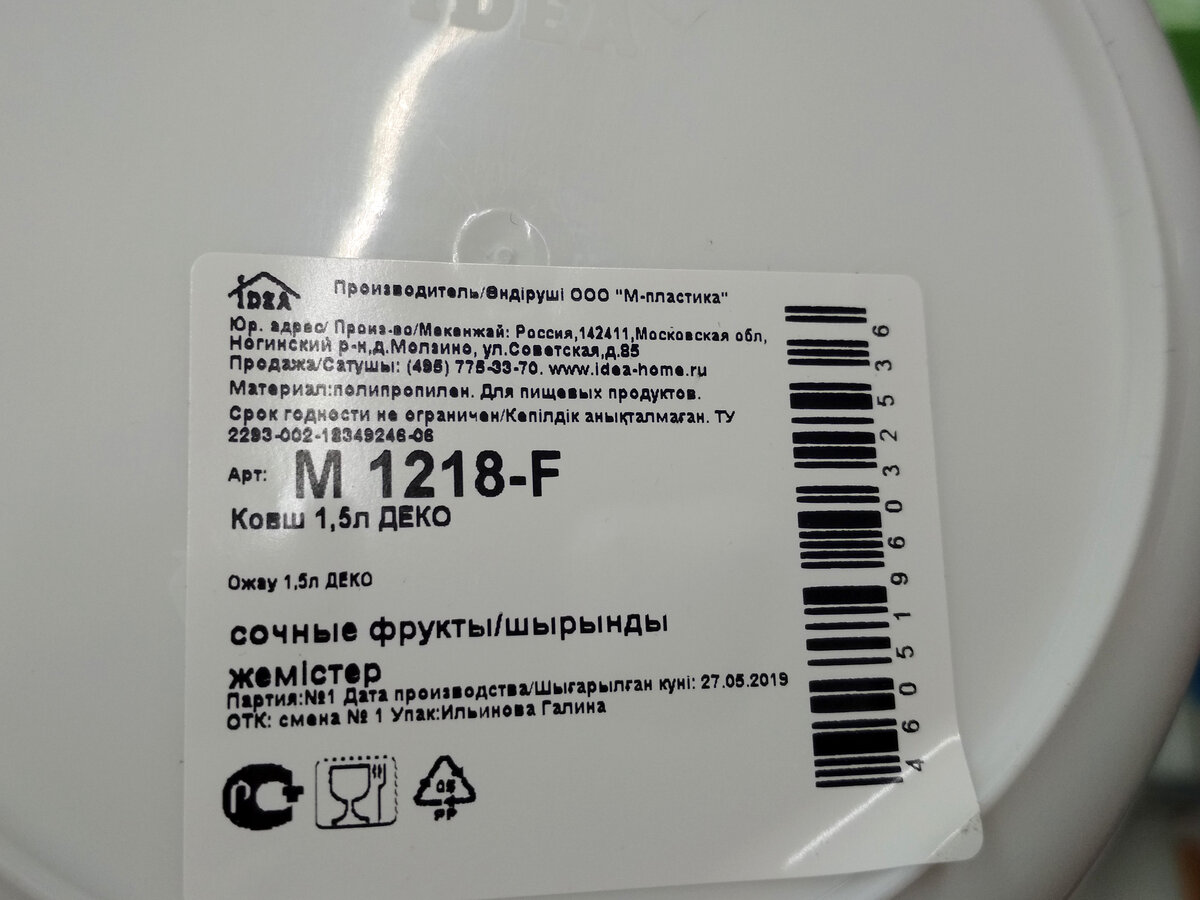 IDEA
IDEA
Производитель/Өндіруші ООО "М-пластика"
Юр. адрес/ Произ-во/Мекенжай: Россия,142411,Московская обл,
Ногинский р-н,д.Молзино, ул.Советская,д.85
Продажа/Сатушы: (495) 775-33-70. www.idea-home.ru
Материал:полипропилен. Для пищевых продуктов.
Срок годности не ограничен/Кепілдік анықталмаған. ТУ
2293-002-18349246-06
Арт: М 1218-F
Ковш 1,5л ДЕКО
Ожау 1,5л ДЕКО
сочные фрукты/шырынды
жемістер
Партия:№1 Дата производства/Шығарылған күні: 27.05.2019
ОТК: смена № 1 Упак:Ильинова Галина
РС
05
PP
4605196032536